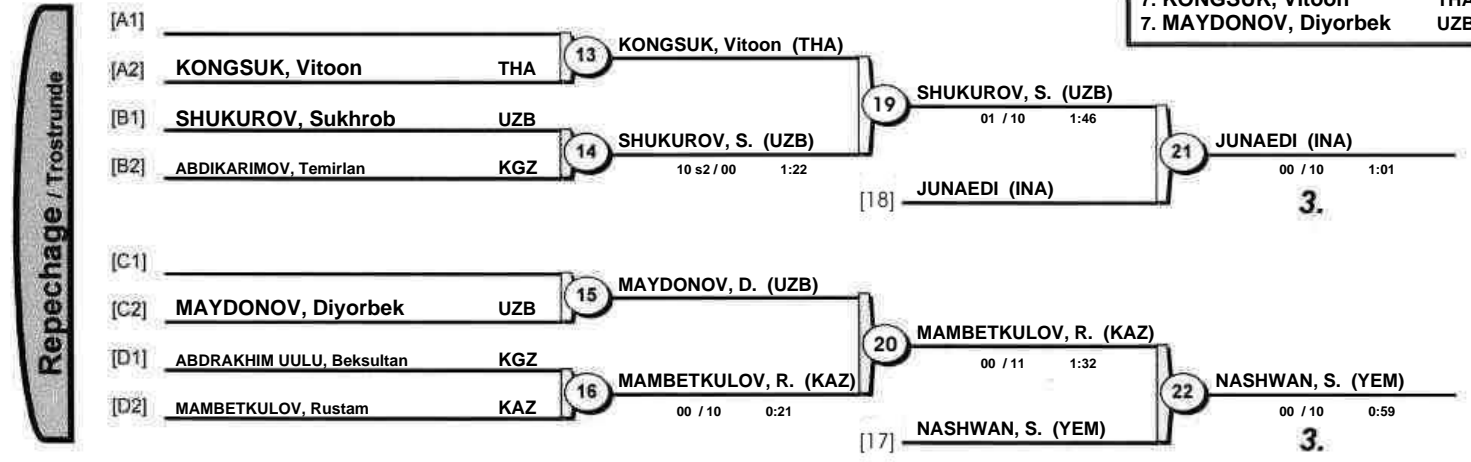 7. KONGSUK, Vitoon THA
7. MAYDONOV, Diyorbek UZB
Repechage / Trostrunde
[A1]
13 KONGSUK, Vitoon (THA)
[A2] KONGSUK, Vitoon THA
19 SHUKUROV, S. (UZB)
01 / 10 1:46
[B1] SHUKUROV, Sukhrob UZB
14 SHUKUROV, S. (UZB)
10 s2 / 00 1:22
21 JUNAEDI (INA)
00 / 10 1:01
3.
[B2] ABDIKARIMOV, Temirlan KGZ
[18] JUNAEDI (INA)
[C1]
15 MAYDONOV, D. (UZB)
[C2] MAYDONOV, Diyorbek UZB
20 MAMBETKULOV, R. (KAZ)
00 / 11 1:32
[D1] ABDRAKHIM UULU, Beksultan KGZ
16 MAMBETKULOV, R. (KAZ)
00 / 10 0:21
22 NASHWAN, S. (YEM)
00 / 10 0:59
3.
[D2] MAMBETKULOV, Rustam KAZ
[17] NASHWAN, S. (YEM)